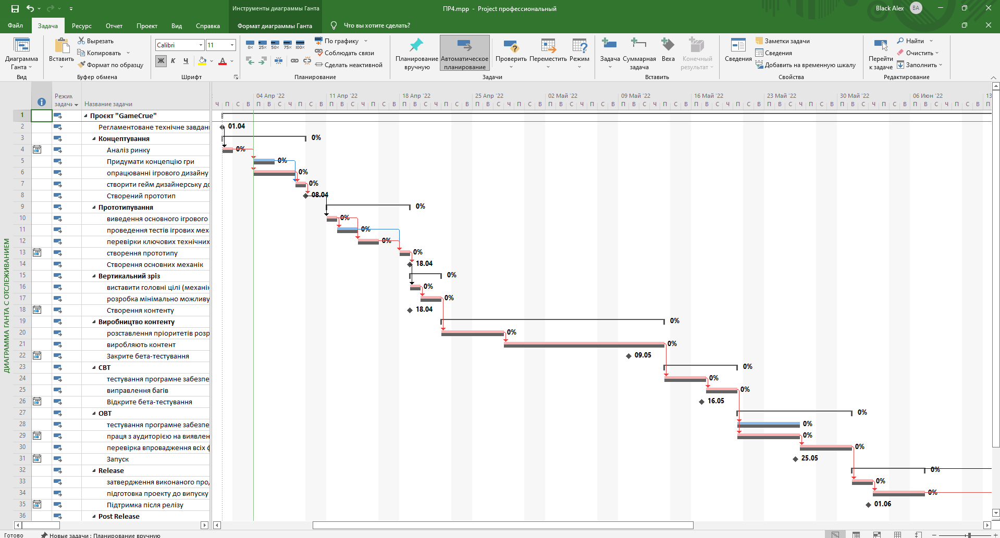 Инструменты диаграммы Ганта
ПР4.mpp - Project профессиональный
Black Alex
BA
Файл Задача Ресурс Отчет Проект Вид Справка Формат диаграммы Ганта Что вы хотите сделать?
Диаграмма Ганта
Вид
Вставить
Вырезать
Копировать
Формат по образцу
Буфер обмена
Calibri 11
Ж К Ч А
Шрифт
0% 25% 50% 75% 100%
По графику
Соблюдать связи
Сделать неактивной
Планирование
Планирование вручную
Автоматическое планирование
Проверить
Переместить
Режим
Задачи
Задача
Суммарная задача
Веха
Конечный результат
Вставить
Сведения
Заметки задачи
Сведения
Добавить на временную шкалу
Свойства
Перейти к задаче
Найти
Очистить
Заполнить
Редактирование
ДИАГРАММА ГАНТА С ОТСЛЕЖИВАНИЕМ
Режим задачи
Название задачи
04 Апр '22 11 Апр '22 18 Апр '22 25 Апр '22 02 Май '22 09 Май '22 16 Май '22 23 Май '22 30 Май '22 06 Июн '22 13
Ч П С В П В С Ч П С В П В С Ч П С В П В С Ч П С В П В С Ч П С В П В С Ч П С В П В С Ч П С В П В С Ч П С В П В С Ч П С В П В С Ч П С В П В С Ч П С В П
1 Проєкт "GameCrue"
2 Регламентоване технічне завдан 01.04
3 Концептування 0%
4 Аналіз ринку 0%
5 Придумати концепцію гри 0%
6 опрацюванні ігрового дизайну 0%
7 створити гейм дизайнерську до 0%
8 Створений прототип 08.04
9 Прототипування 0%
10 виведення основного ігрового 0%
11 проведення тестів ігрових мех 0%
12 перевірки ключових технічних 0%
13 створення прототипу 0%
14 Створення основних механік 18.04
15 Вертикальний зріз 0%
16 виставити головні цілі (механік 0%
17 розробка мінімально можливу 0%
18 Створення контенту 18.04
19 Виробництво контенту 0%
20 розставлення пріоритетів розр 0%
21 виробляють контент 0%
22 Закрите бета-тестування 09.05
23 CBT 0%
24 тестування програмне забезпе 0%
25 виправлення багів 0%
26 Відкрите бета-тестування 16.05
27 OBT 0%
28 тестування програмне забезпе 0%
29 праця з аудиторією на виявлен 0%
30 перевірка впровадження всіх ф 0%
31 Запуск 25.05
32 Release 0%
33 затвердження виконаного про 0%
34 підготовка проекту до випуску 0%
35 Підтримка після релізу 01.06
36 Post Release
Готово Новые задачи : Планирование вручную